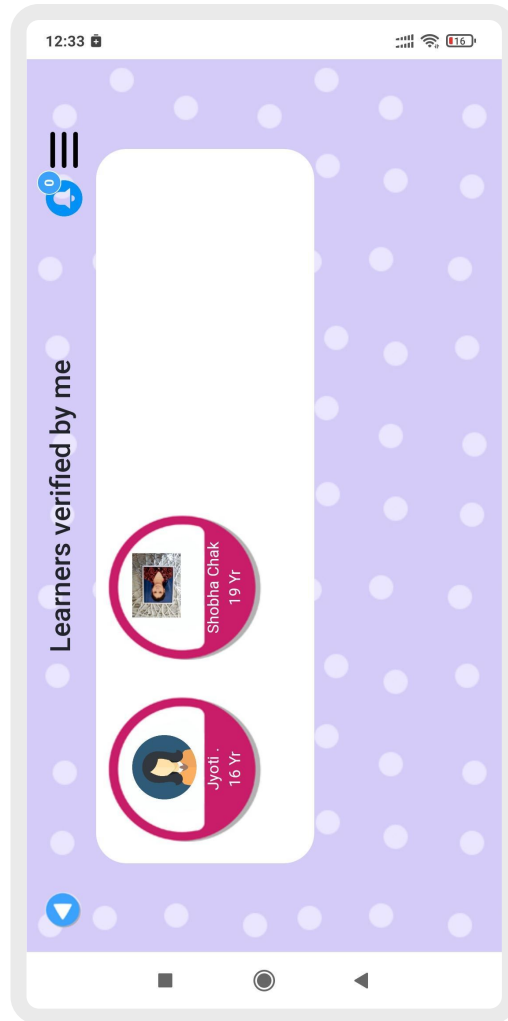 12:33
16
0
Learners verified by me
Jyoti .
16 Yr
Shobha Chak
19 Yr